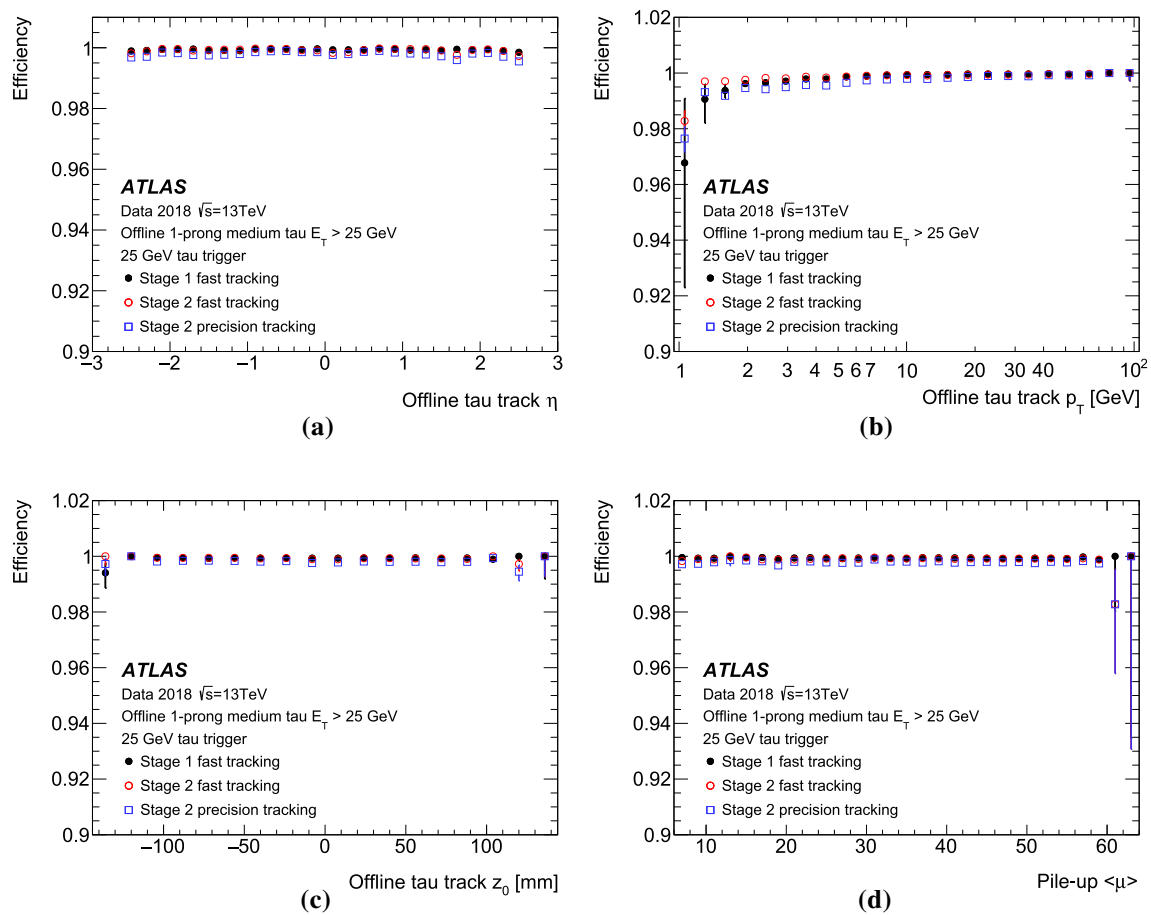 Efficiency
1
0.98
0.96
0.94
0.92
0.9
ATLAS
Data 2018 √s=13TeV
Offline 1-prong medium tau E_T > 25 GeV
25 GeV tau trigger
Stage 1 fast tracking
Stage 2 fast tracking
Stage 2 precision tracking
−3 −2 −1 0 1 2 3
Offline tau track η
(a)
Efficiency
1.02
1
0.98
0.96
0.94
0.92
0.9
ATLAS
Data 2018 √s=13TeV
Offline 1-prong medium tau E_T > 25 GeV
25 GeV tau trigger
Stage 1 fast tracking
Stage 2 fast tracking
Stage 2 precision tracking
1 2 3 4 5 6 7 10 20 30 40 10²
Offline tau track p_T [GeV]
(b)
Efficiency
1.02
1
0.98
0.96
0.94
0.92
0.9
ATLAS
Data 2018 √s=13TeV
Offline 1-prong medium tau E_T > 25 GeV
25 GeV tau trigger
Stage 1 fast tracking
Stage 2 fast tracking
Stage 2 precision tracking
−100 −50 0 50 100
Offline tau track z_0 [mm]
(c)
Efficiency
1.02
1
0.98
0.96
0.94
0.92
0.9
ATLAS
Data 2018 √s=13TeV
Offline 1-prong medium tau E_T > 25 GeV
25 GeV tau trigger
Stage 1 fast tracking
Stage 2 fast tracking
Stage 2 precision tracking
10 20 30 40 50 60
Pile-up <μ>
(d)